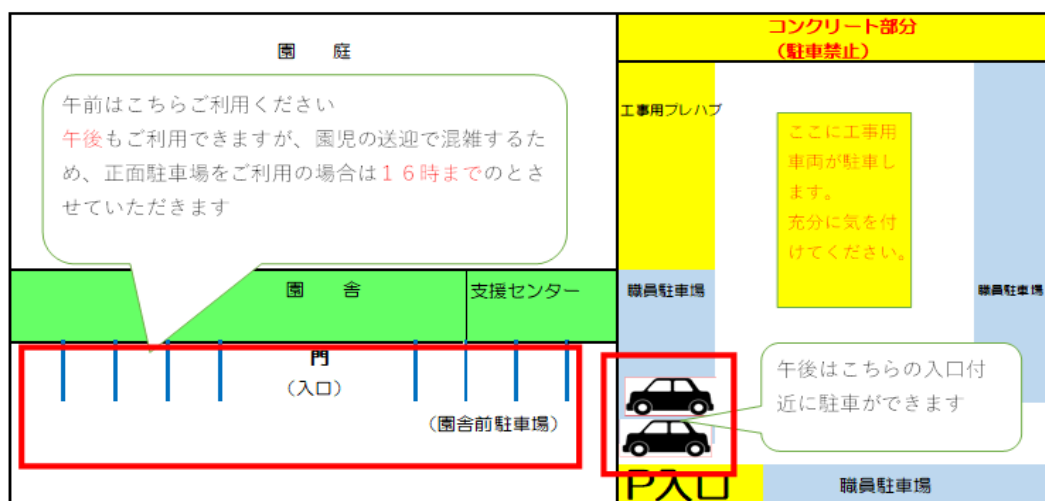 園　庭
午前はこちらご利用ください
午後もご利用できますが、園児の送迎で混雑するた
め、正面駐車場をご利用の場合は１６時までのとさ
せていただきます
園　舎
支援センター
門
（入口）
（園舎前駐車場）
コンクリート部分
（駐車禁止）
工事用プレハブ
ここに工事用
車両が駐車し
ます。
充分に気を付
けてください。
職員駐車場
職員駐車場
午後はこちらの入口付
近に駐車ができます
P入口
職員駐車場